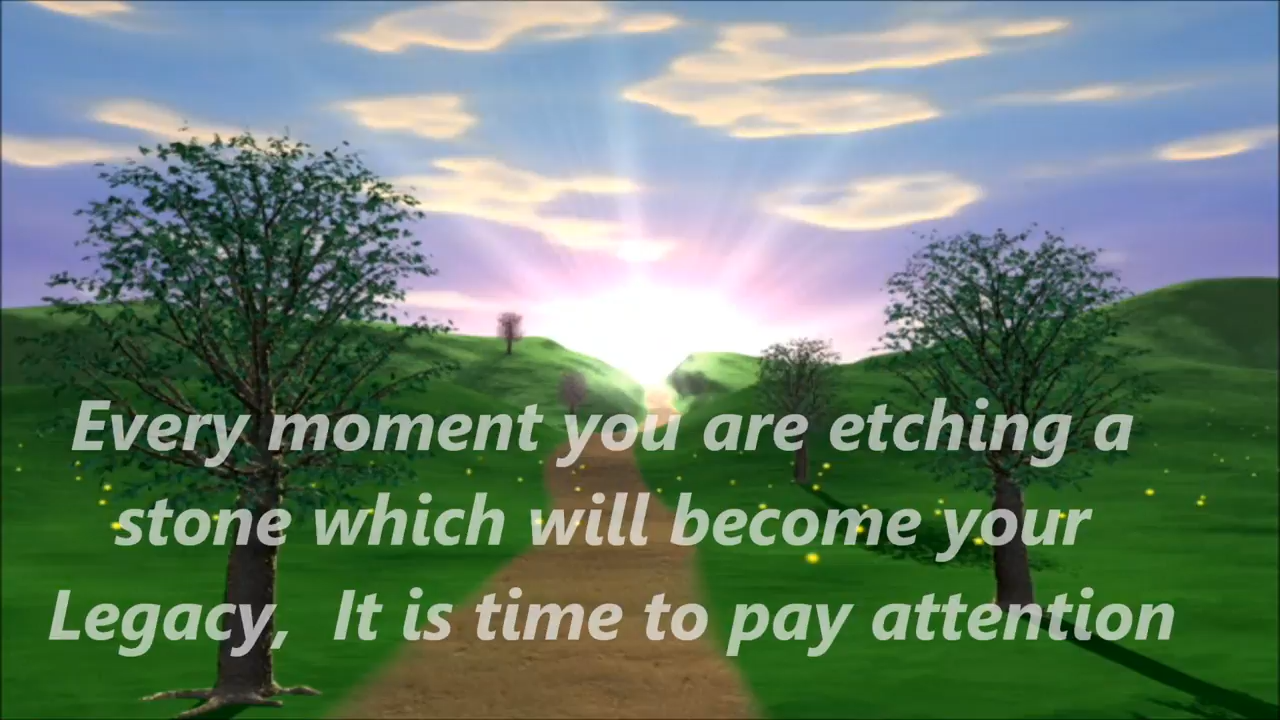 Every moment you are etching a
stone which will become your
Legacy,  It is time to pay attention